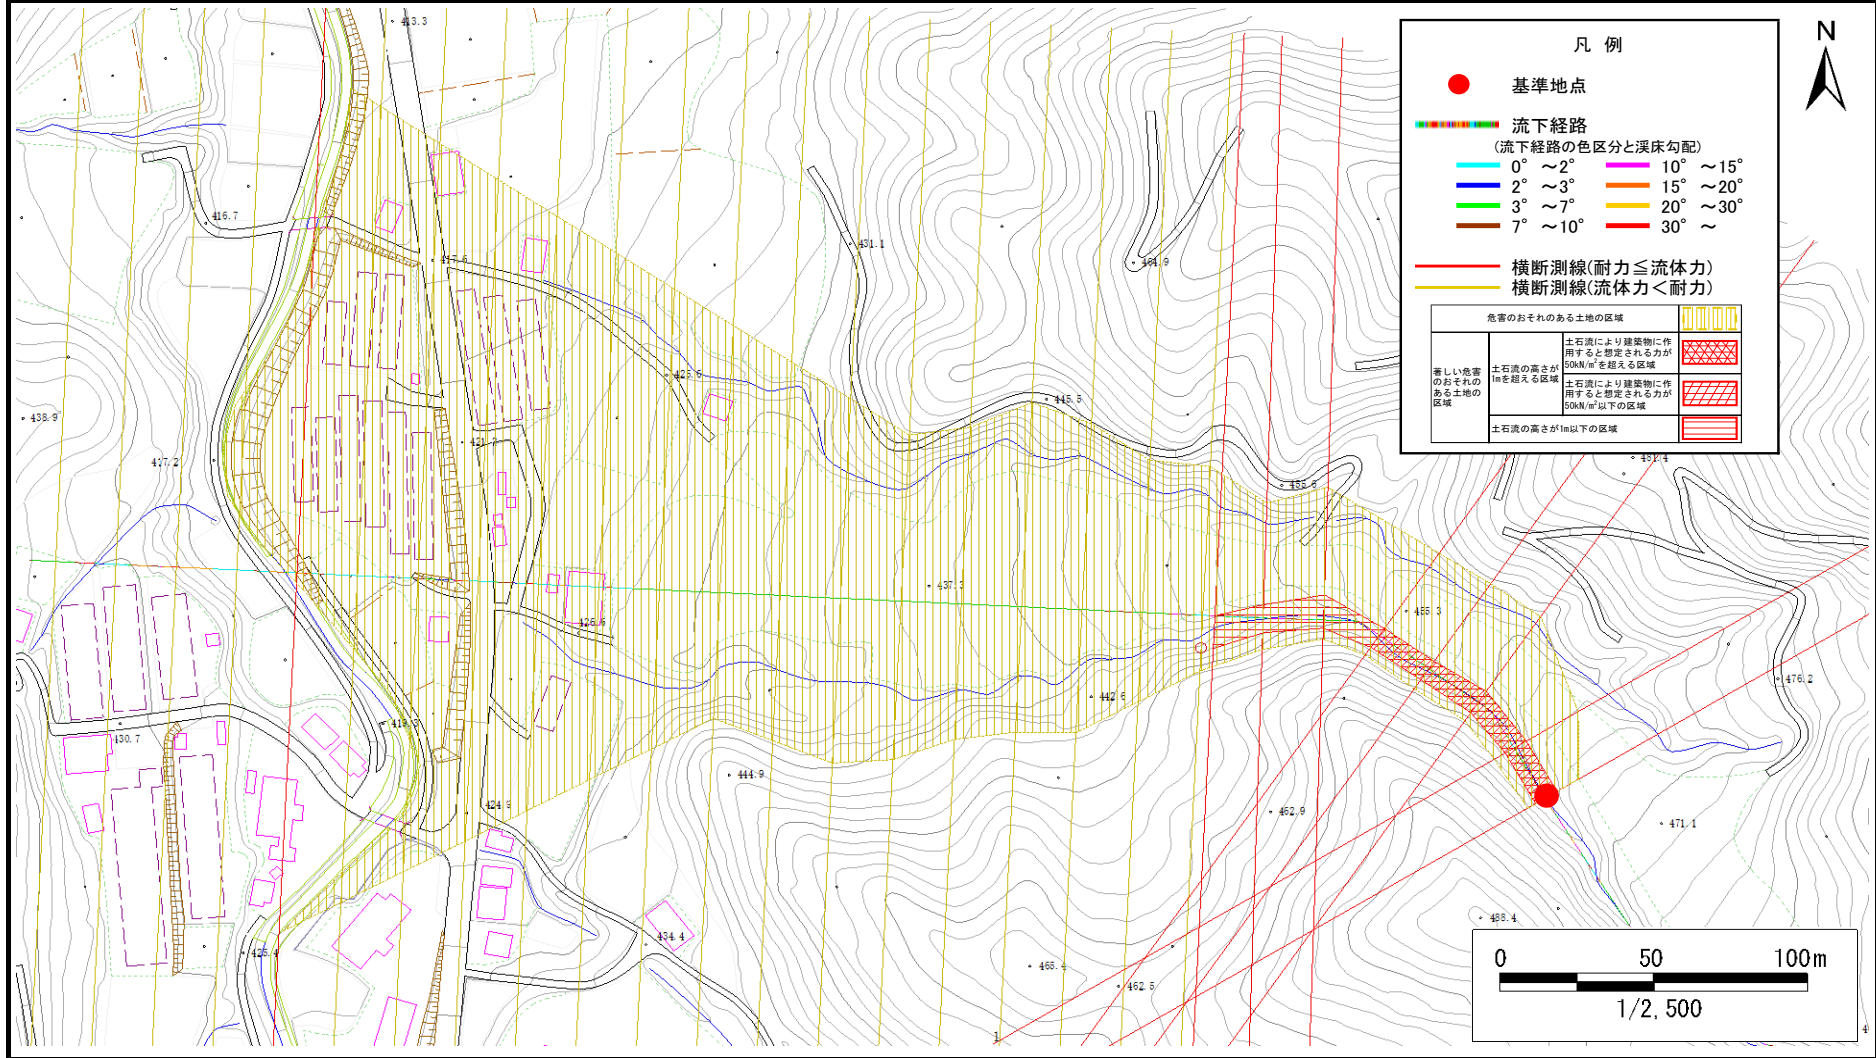 凡 例
基準地点
流下経路
(流下経路の色区分と渓床勾配)
0° ～2° 10° ～15°
2° ～3° 15° ～20°
3° ～7° 20° ～30°
7° ～10° 30° ～
横断測線(耐力≦流体力)
横断測線(流体力＜耐力)
危害のおそれのある土地の区域
著しい危害
のおそれの
ある土地の
区域
土石流の高さが
1mを超える区域
土石流により建築物に作
用すると想定される力が
50kN/m²を超える区域
土石流により建築物に作
用すると想定される力が
50kN/m²以下の区域
土石流の高さが1m以下の区域
N
413.3
416.7
417.6
431.1
464.9
425.6
445.5
438.9
417.2
421.2
455.6
481.4
437.3
426.6
455.3
442.6
476.2
419.3
430.7
444.9
424.9
462.9
471.1
488.4
434.4
425.4
465.4
462.5
1
0 50 100m
1/2,500